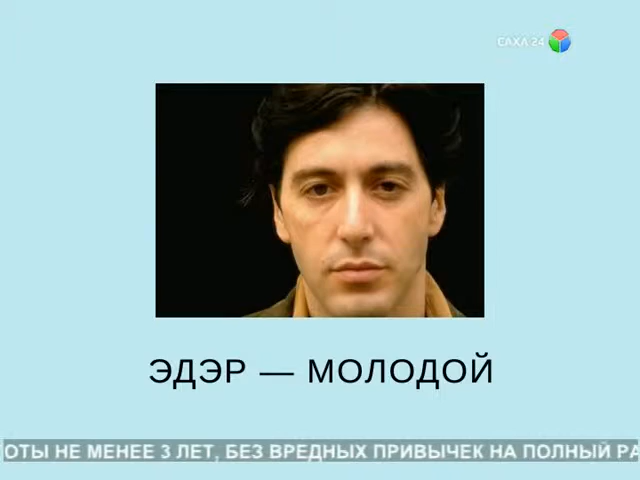 САХА 24
ЭДЭР — МОЛОДОЙ
ОТЫ НЕ МЕНЕЕ 3 ЛЕТ, БЕЗ ВРЕДНЫХ ПРИВЫЧЕК НА ПОЛНЫЙ РА